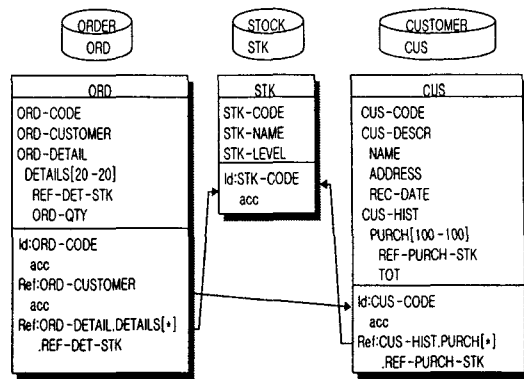 ORDER
ORD
STOCK
STK
CUSTOMER
CUS
ORD
ORD-CODE
ORD-CUSTOMER
ORD-DETAIL
DETAILS[20-20]
REF-DET-STK
ORD-QTY
Id:ORD-CODE
acc
Ref:ORD-CUSTOMER
acc
Ref:ORD-DETAIL.DETAILS[*]
.REF-DET-STK
STK
STK-CODE
STK-NAME
STK-LEVEL
Id:STK-CODE
acc
CUS
CUS-CODE
CUS-DESCR
NAME
ADDRESS
REC-DATE
CUS-HIST
PURCH[100-100]
REF-PURCH-STK
TOT
Id:CUS-CODE
acc
Ref:CUS-HIST.PURCH[*]
.REF-PURCH-STK